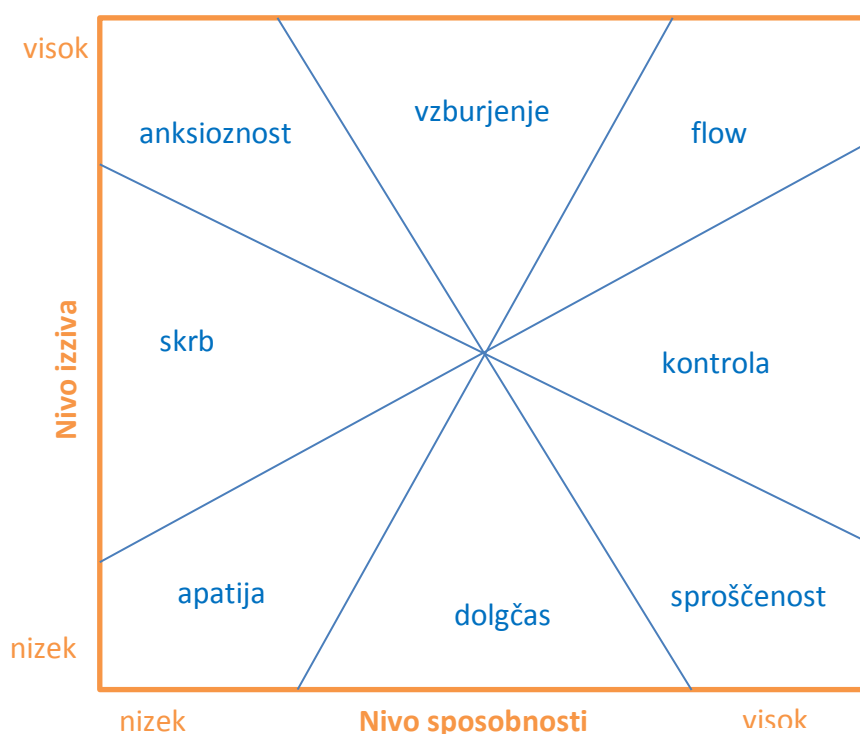 visok
vzburjenje
anksioznost
flow
skrb
kontrola
Nivo izziva
apatija
sproščenost
dolgčas
nizek
nizek
Nivo sposobnosti
visok